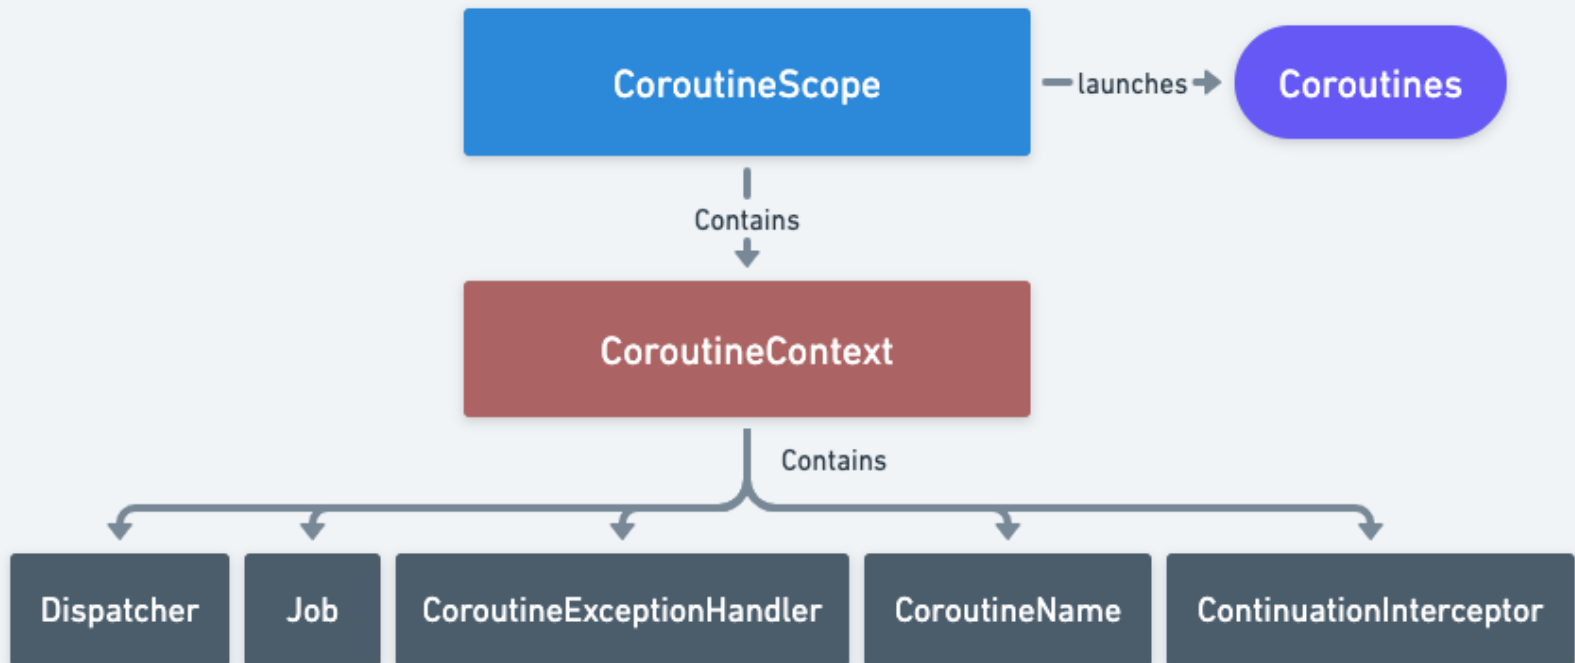 CoroutineScope
launches
Coroutines
Contains
CoroutineContext
Contains
Dispatcher
Job
CoroutineExceptionHandler
CoroutineName
ContinuationInterceptor